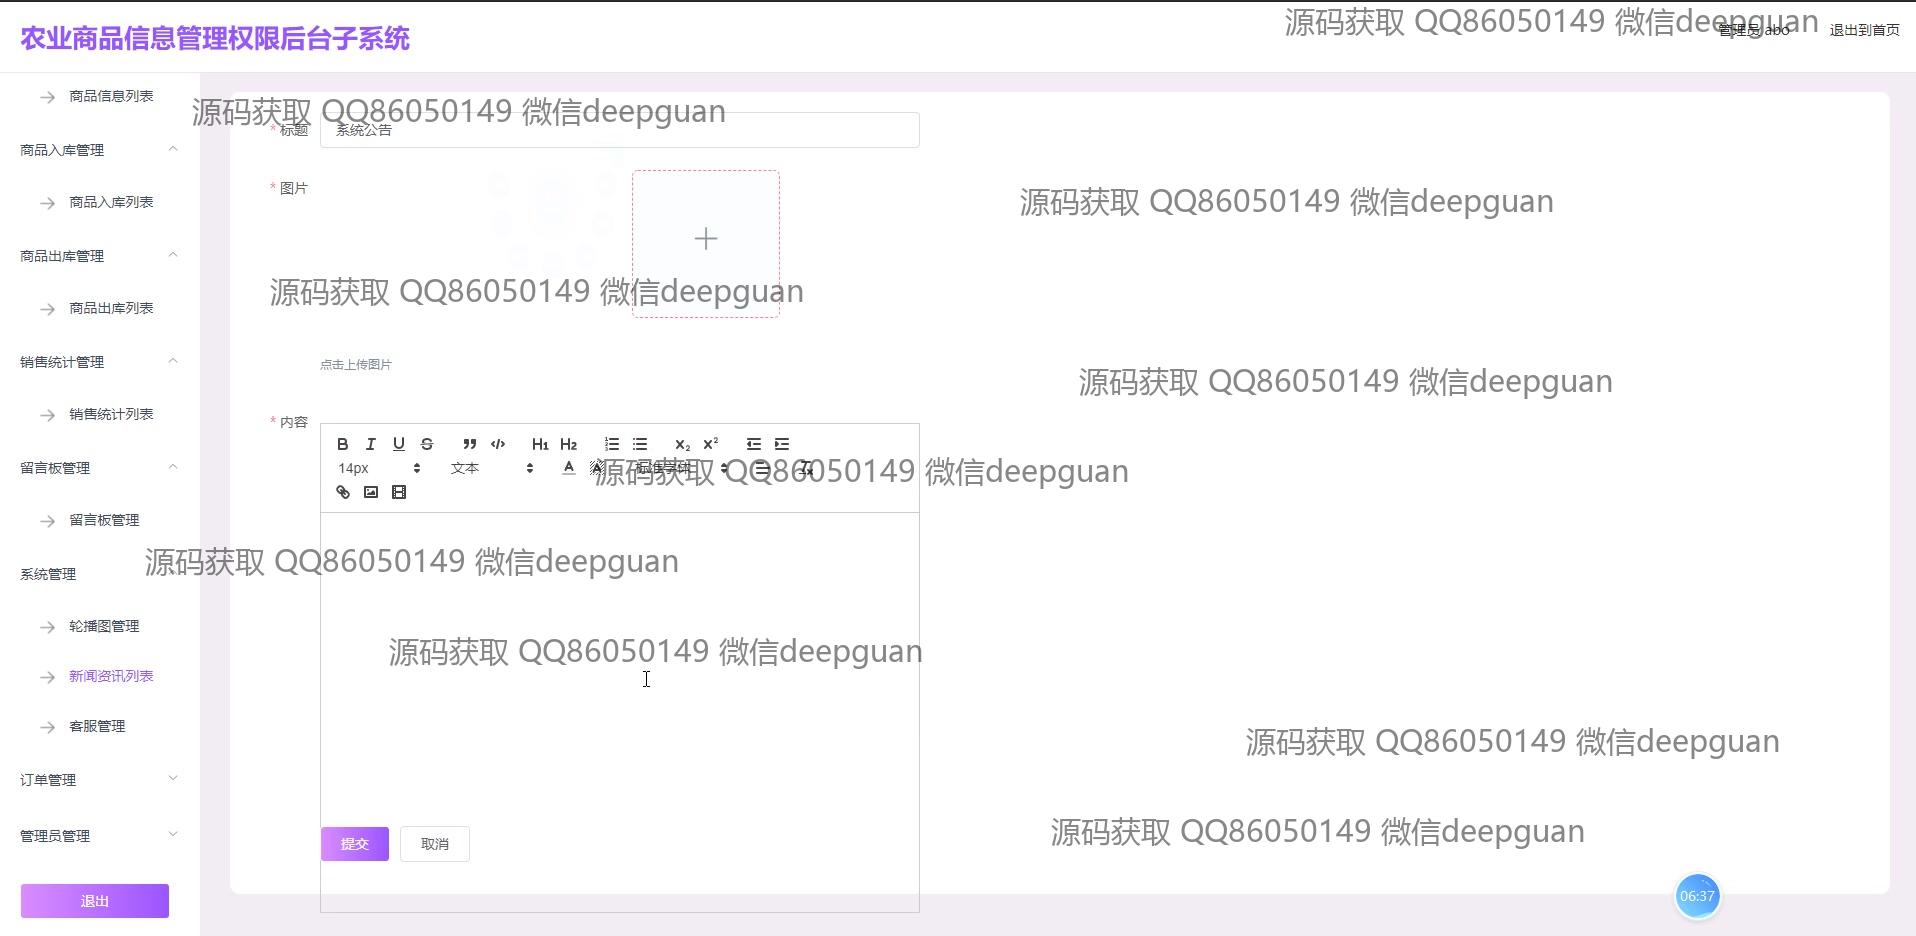 农业商品信息管理权限后台子系统
源码获取 QQ86050149 微信deepguan
管理员 abo
退出到首页
商品信息列表
源码获取 QQ86050149 微信deepguan
* 标题
系统公告
商品入库管理
* 图片
商品入库列表
源码获取 QQ86050149 微信deepguan
商品出库管理
源码获取 QQ86050149 微信deepguan
商品出库列表
销售统计管理
点击上传图片
源码获取 QQ86050149 微信deepguan
销售统计列表
* 内容
B I U S H1 H2 X2 X2
14px 文本 A A 标准字体
源码获取 QQ86050149 微信deepguan
留言板管理
留言板管理
源码获取 QQ86050149 微信deepguan
系统管理
轮播图管理
源码获取 QQ86050149 微信deepguan
新闻资讯列表
客服管理
源码获取 QQ86050149 微信deepguan
订单管理
管理员管理
提交
取消
源码获取 QQ86050149 微信deepguan
退出
06:37